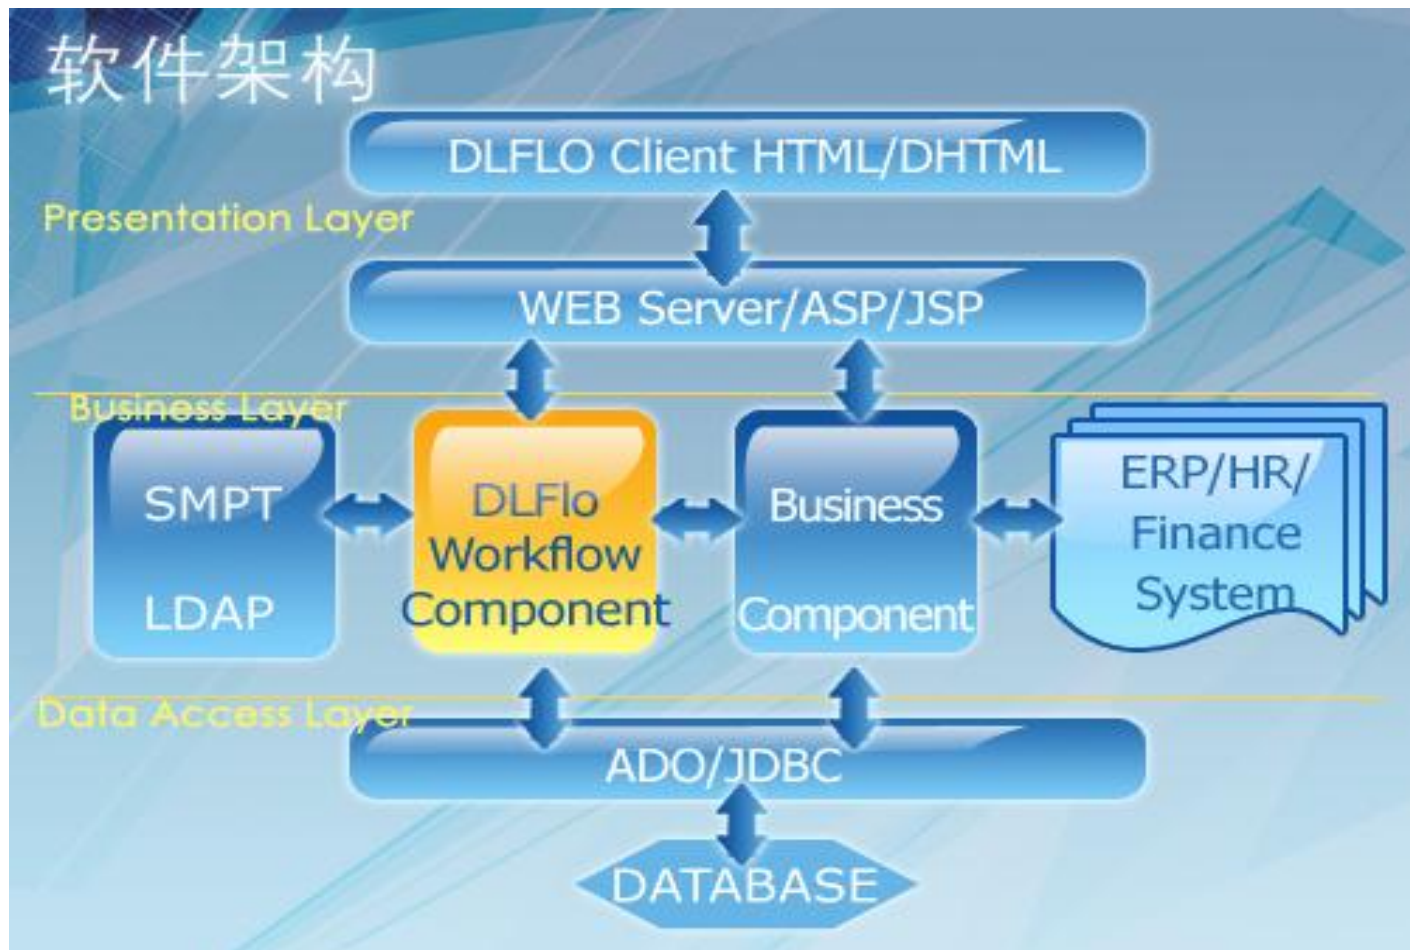 软件架构
DLFLO Client HTML/DHTML
Presentation Layer
WEB Server/ASP/JSP
Business Layer
SMPT
LDAP
DLFlo
Workflow
Component
Business
Component
ERP/HR/
Finance
System
Data Access Layer
ADO/JDBC
DATABASE